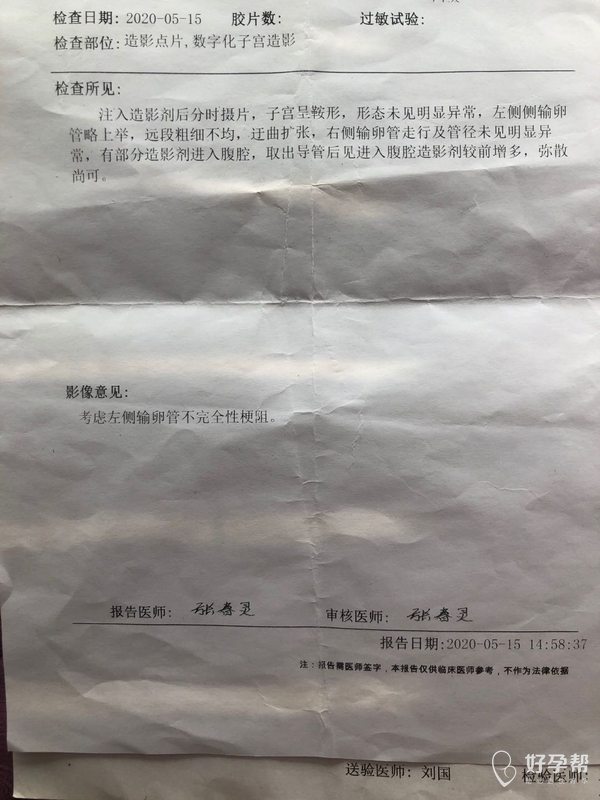 检查日期: 2020-05-15 胶片数: 过敏试验:
检查部位: 造影点片,数字化子宫造影
检查所见:
注入造影剂后分时摄片，子宫呈鞍形，形态未见明显异常，左侧侧输卵
管略上举，远段粗细不均，迂曲扩张，右侧输卵管走行及管径未见明显异
常，有部分造影剂进入腹腔，取出导管后见进入腹腔造影剂较前增多，弥散
尚可。
影像意见:
考虑左侧输卵管不完全性梗阻。
报告医师: 张春灵 审核医师: 张春灵
报告日期:2020-05-15 14:58:37
注：报告需医师签字，本报告仅供临床医师参考，不作为法律依据
送验医师: 刘国 检验医师:
好孕帮